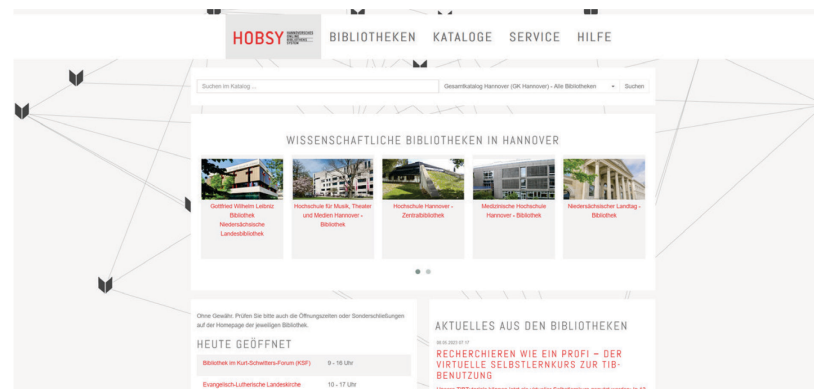 HOBSY HANNOVERSCHES
ONLINE
BIBLIOTHEKS
SYSTEM
BIBLIOTHEKEN KATALOGE SERVICE HILFE
Suchen im Katalog ...
Gesamtkatalog Hannover (GK Hannover) - Alle Bibliotheken
Suchen
WISSENSCHAFTLICHE BIBLIOTHEKEN IN HANNOVER
Gottfried Wilhelm Leibniz
Bibliothek
Niedersächsische
Landesbibliothek
Hochschule für Musik, Theater
und Medien Hannover -
Bibliothek
Hochschule Hannover -
Zentralbibliothek
Medizinische Hochschule
Hannover - Bibliothek
Niedersächsischer Landtag -
Bibliothek
Ohne Gewähr. Prüfen Sie bitte auch die Öffnungszeiten oder Sonderschließungen
auf der Homepage der jeweiligen Bibliothek.
HEUTE GEÖFFNET
Bibliothek im Kurt-Schwitters-Forum (KSF) 9 - 16 Uhr
Evangelisch-Lutherische Landeskirche 10 - 17 Uhr
AKTUELLES AUS DEN BIBLIOTHEKEN
RECHERCHIEREN WIE EIN PROFI – DER
VIRTUELLE SELBSTLERNKURS ZUR TIB-
BENUTZUNG